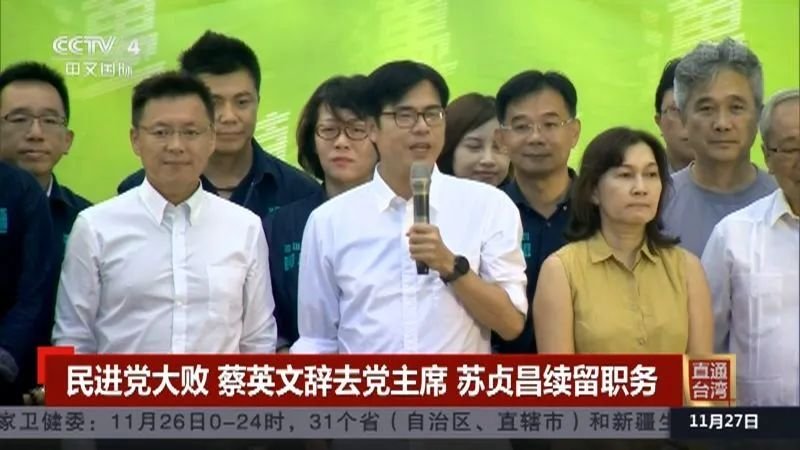 CCTV 4
中文国际
民进党大败 蔡英文辞去党主席 苏贞昌续留职务
直通
台湾
家卫健委：11月26日0-24时，31个省（自治区、直辖市）和新疆生
11月27日